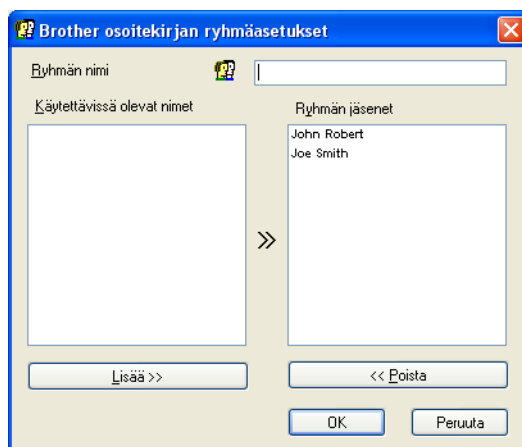 Brother osoitekirjan ryhmäasetukset
Ryhmän nimi
Käytettävissä olevat nimet
Ryhmän jäsenet
John Robert
Joe Smith
Lisää >>
<< Poista
OK
Peruuta